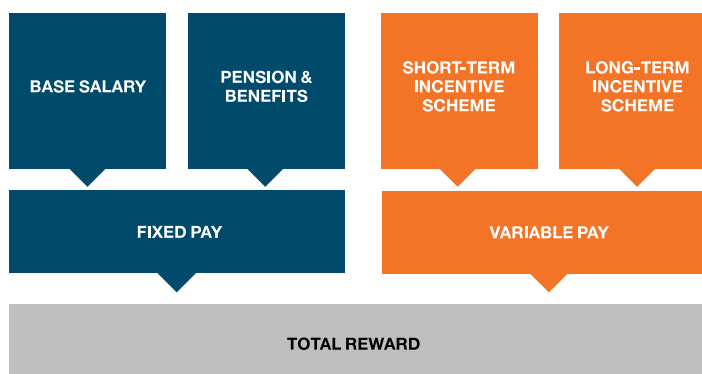 BASE SALARY
PENSION &
BENEFITS
SHORT-TERM
INCENTIVE
SCHEME
LONG-TERM
INCENTIVE
SCHEME
FIXED PAY
VARIABLE PAY
TOTAL REWARD